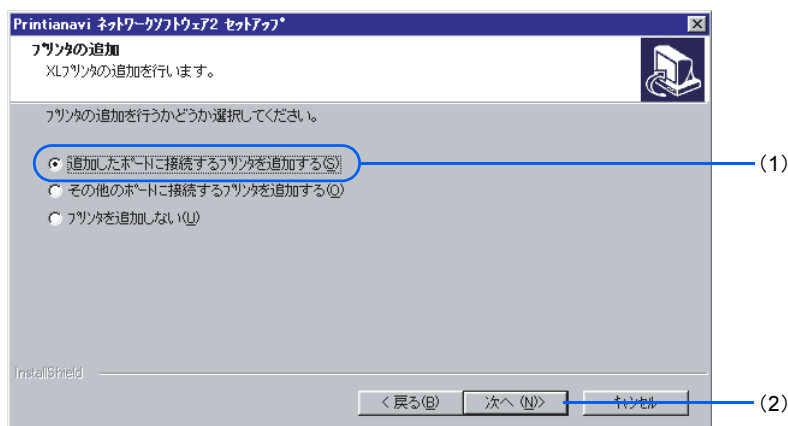 Printianavi ネットワークソフトウェア2 セットアップ
プリンタの追加
XLプリンタの追加を行います。
プリンタの追加を行うかどうか選択してください。
追加したポートに接続するプリンタを追加する(S)
(1)
その他のポートに接続するプリンタを追加する(O)
プリンタを追加しない(U)
InstallShield
< 戻る(B)
次へ (N)>
キャンセル
(2)